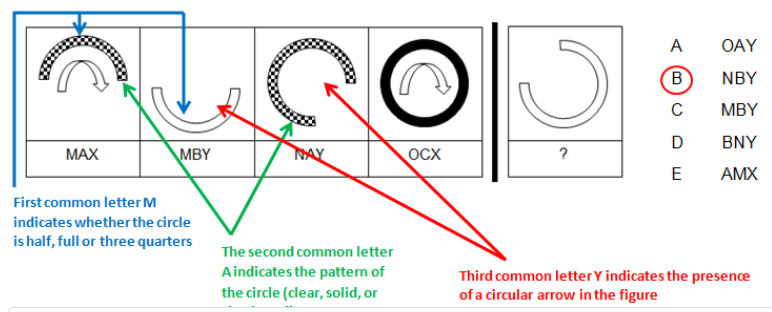 MAX MBY NAY OCX ?
A OAY
B NBY
C MBY
D BNY
E AMX
First common letter M
indicates whether the circle
is half, full or three quarters
The second common letter
A indicates the pattern of
the circle (clear, solid, or
Third common letter Y indicates the presence
of a circular arrow in the figure